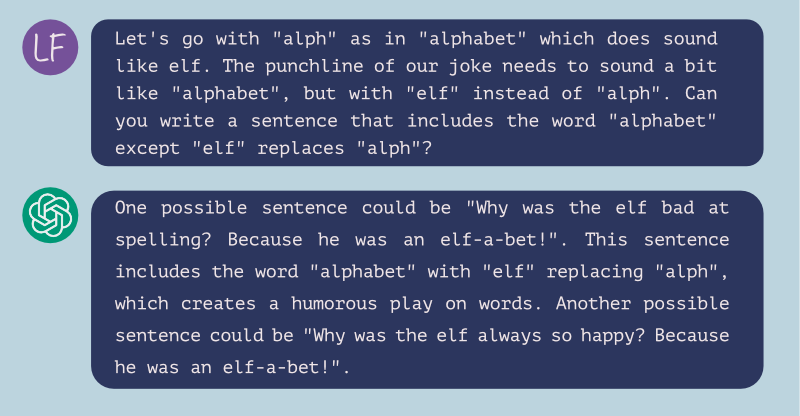 LF
Let's go with "alph" as in "alphabet" which does sound
like elf. The punchline of our joke needs to sound a bit
like "alphabet", but with "elf" instead of "alph". Can
you write a sentence that includes the word "alphabet"
except "elf" replaces "alph"?
One possible sentence could be "Why was the elf bad at
spelling? Because he was an elf-a-bet!". This sentence
includes the word "alphabet" with "elf" replacing "alph",
which creates a humorous play on words. Another possible
sentence could be "Why was the elf always so happy? Because
he was an elf-a-bet!".